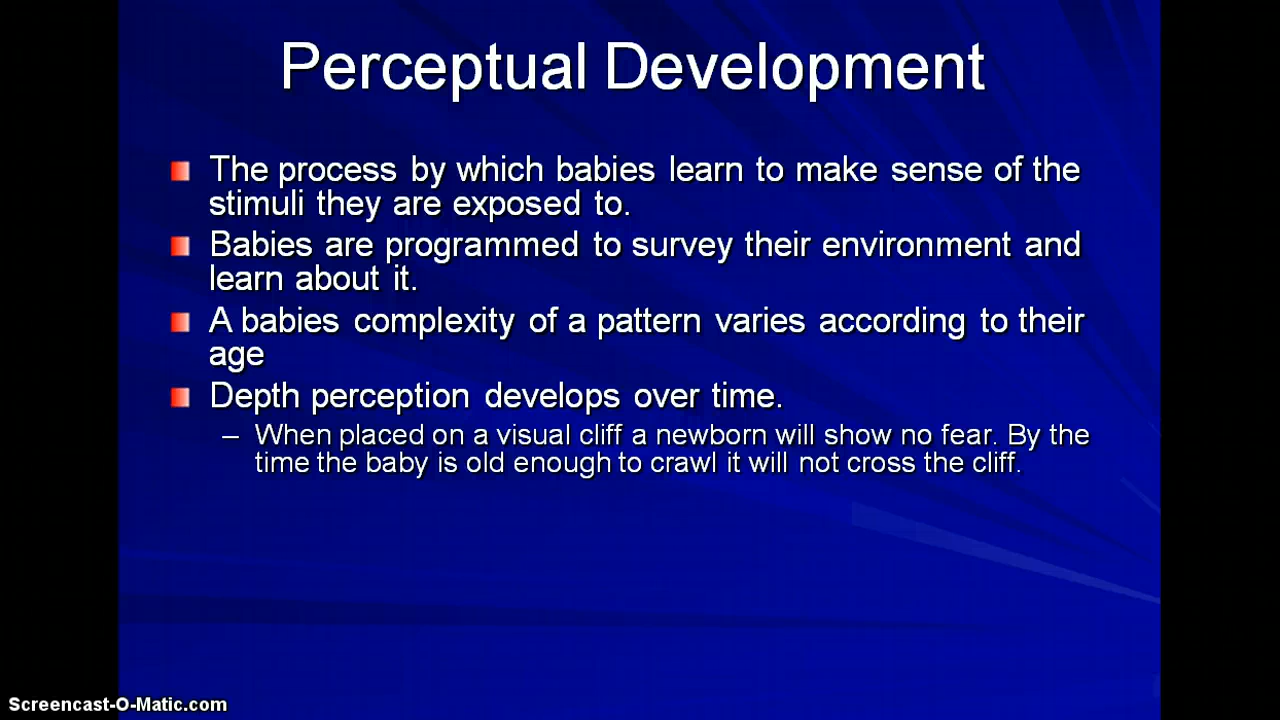 Perceptual Development
The process by which babies learn to make sense of the
stimuli they are exposed to.
Babies are programmed to survey their environment and
learn about it.
A babies complexity of a pattern varies according to their
age
Depth perception develops over time.
– When placed on a visual cliff a newborn will show no fear. By the
time the baby is old enough to crawl it will not cross the cliff.
Screencast-O-Matic.com